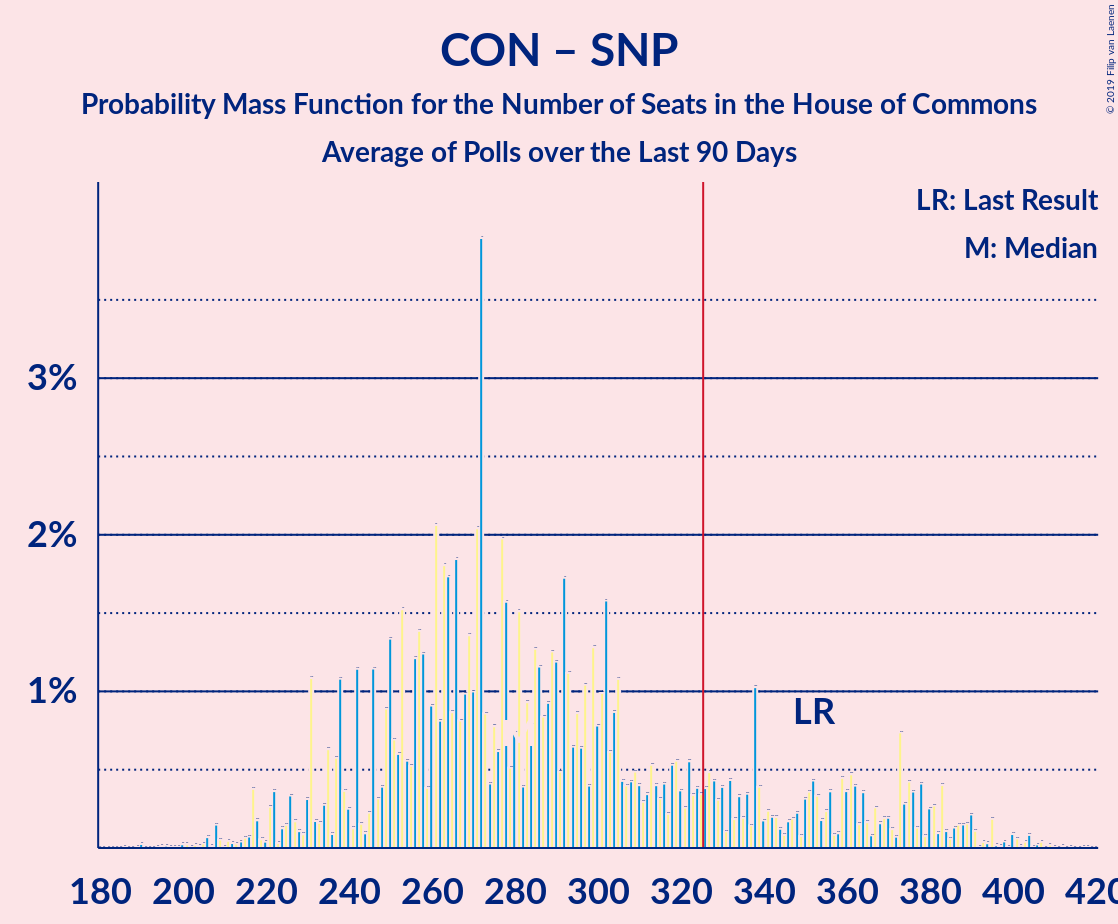 CON – SNP
Probability Mass Function for the Number of Seats in the House of Commons
Average of Polls over the Last 90 Days
© 2019 Filip van Laenen
LR: Last Result
M: Median
3%
2%
1%
LR
180 200 220 240 260 280 300 320 340 360 380 400 420